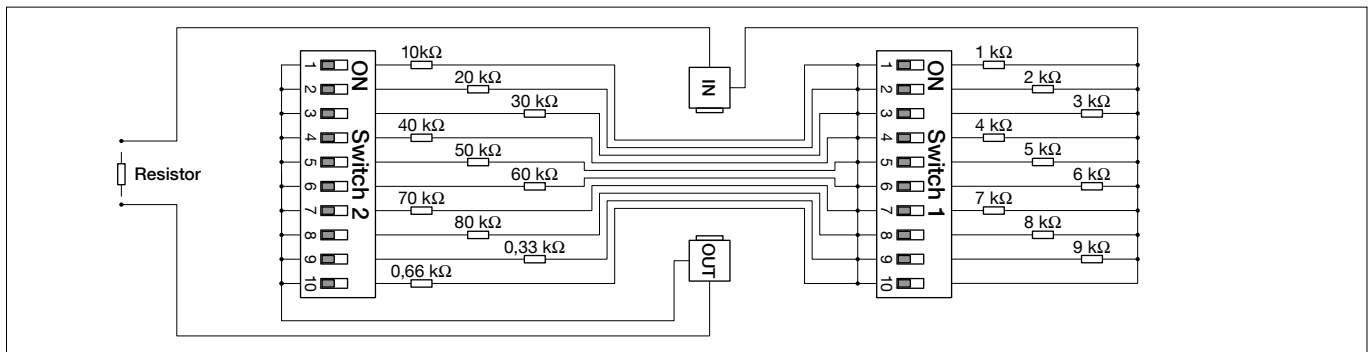 Resistor
1 2 3 4 5 6 7 8 9 10
ON
Switch 2
10kΩ
20 kΩ
30 kΩ
40 kΩ
50 kΩ
60 kΩ
70 kΩ
80 kΩ
0,33 kΩ
0,66 kΩ
IN
OUT
1 2 3 4 5 6 7 8 9 10
ON
Switch 1
1 kΩ
2 kΩ
3 kΩ
4 kΩ
5 kΩ
6 kΩ
7 kΩ
8 kΩ
9 kΩ